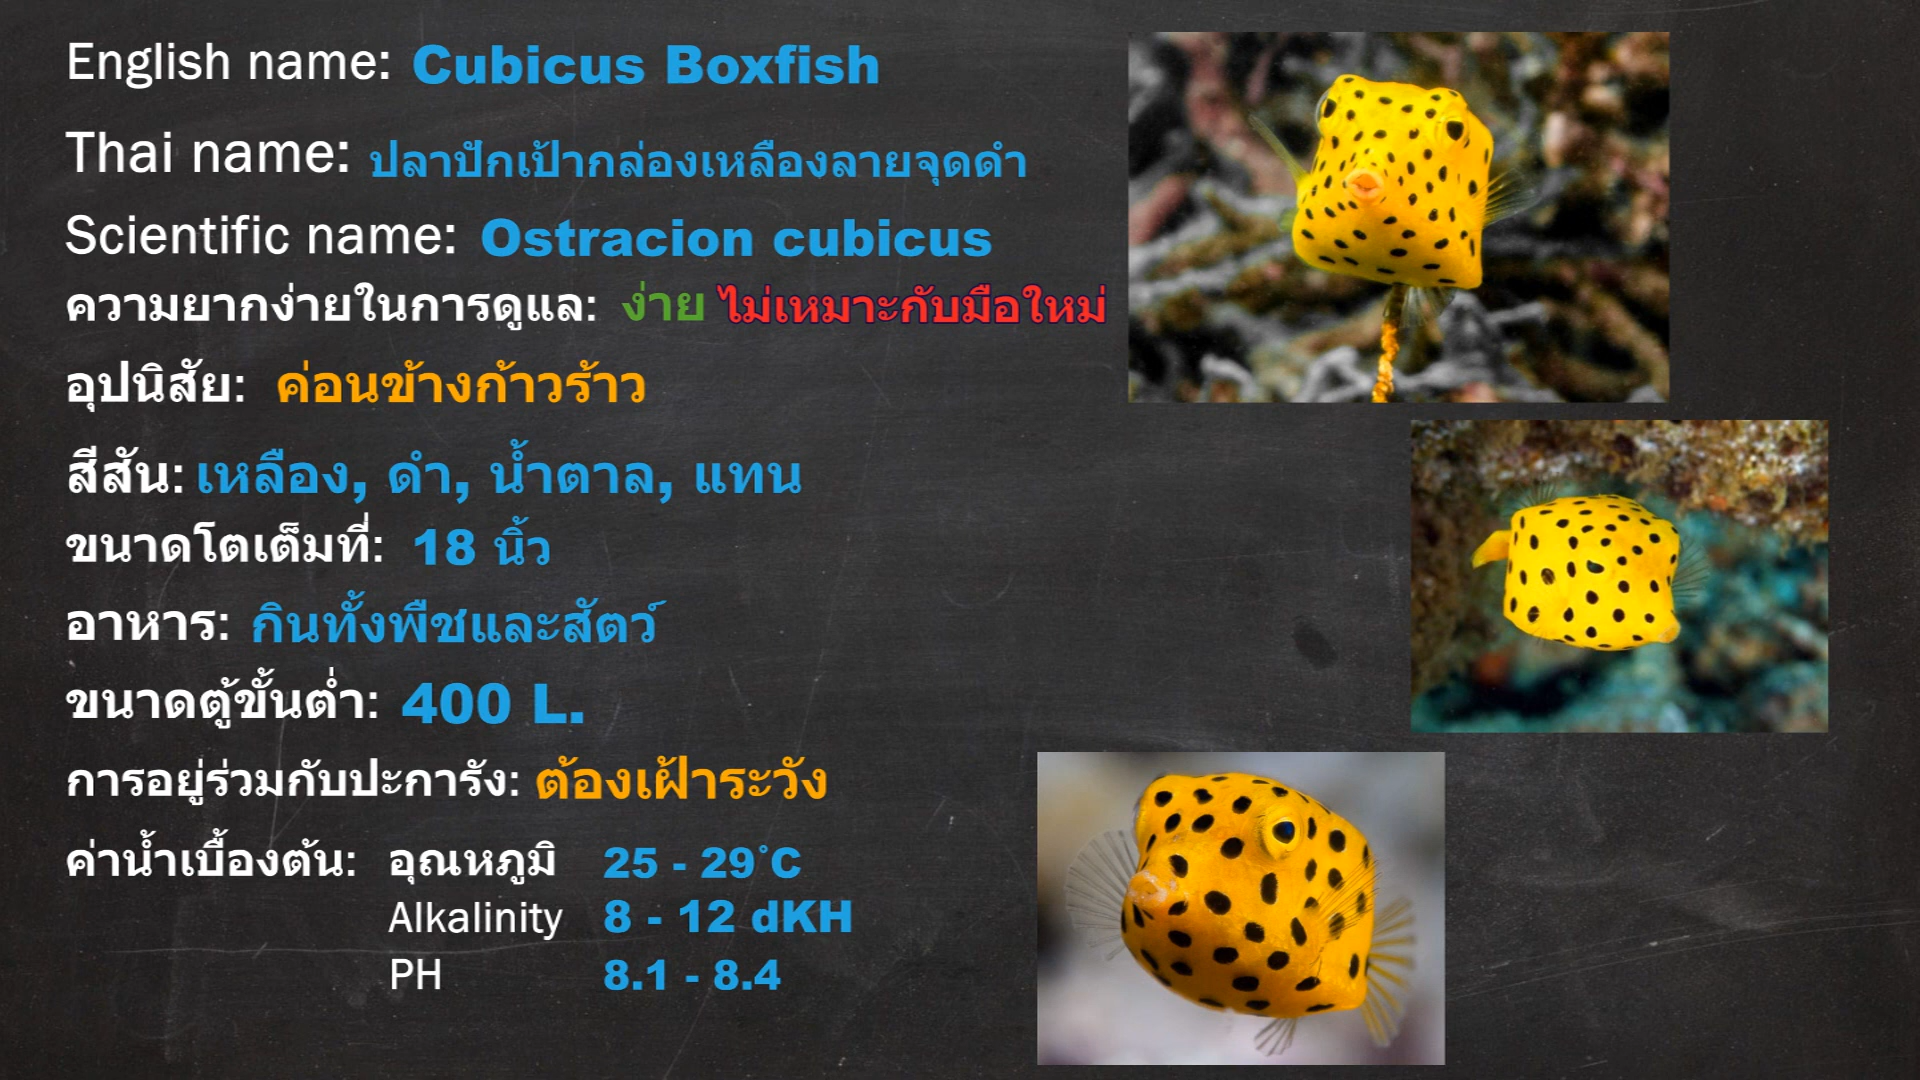 English name: Cubicus Boxfish
Thai name: ปลาปักเป้ากล่องเหลืองลายจุดดำ
Scientific name: Ostracion cubicus
ความยากง่ายในการดูแล: ง่าย ไม่เหมาะกับมือใหม่
อุปนิสัย: ค่อนข้างก้าวร้าว
สีสัน: เหลือง, ดำ, น้ำตาล, แทน
ขนาดโตเต็มที่: 18 นิ้ว
อาหาร: กินทั้งพืชและสัตว์
ขนาดตู้ขั้นต่ำ: 400 L.
การอยู่ร่วมกับปะการัง: ต้องเฝ้าระวัง
ค่าน้ำเบื้องต้น: อุณหภูมิ 25 - 29°C
Alkalinity 8 - 12 dKH
PH 8.1 - 8.4